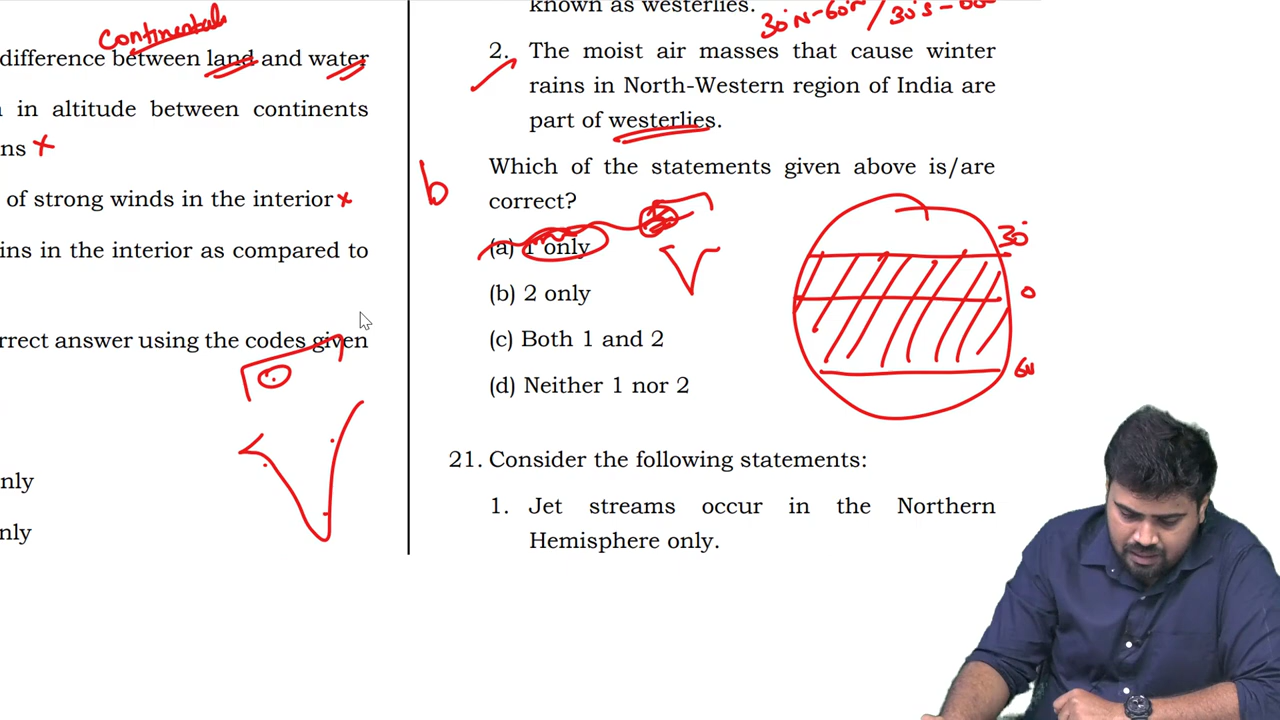 Continental
difference between land and water
in altitude between continents
ns ×
of strong winds in the interior ×
ins in the interior as compared to
rrect answer using the codes given
nly
nly
known as westerlies.
30°N-60°N / 30°S-60°
2. The moist air masses that cause winter
rains in North-Western region of India are
part of westerlies.
Which of the statements given above is/are
correct?
b
(a) 1 only
(b) 2 only
(c) Both 1 and 2
(d) Neither 1 nor 2
30°
0
60
21. Consider the following statements:
1. Jet streams occur in the Northern
Hemisphere only.